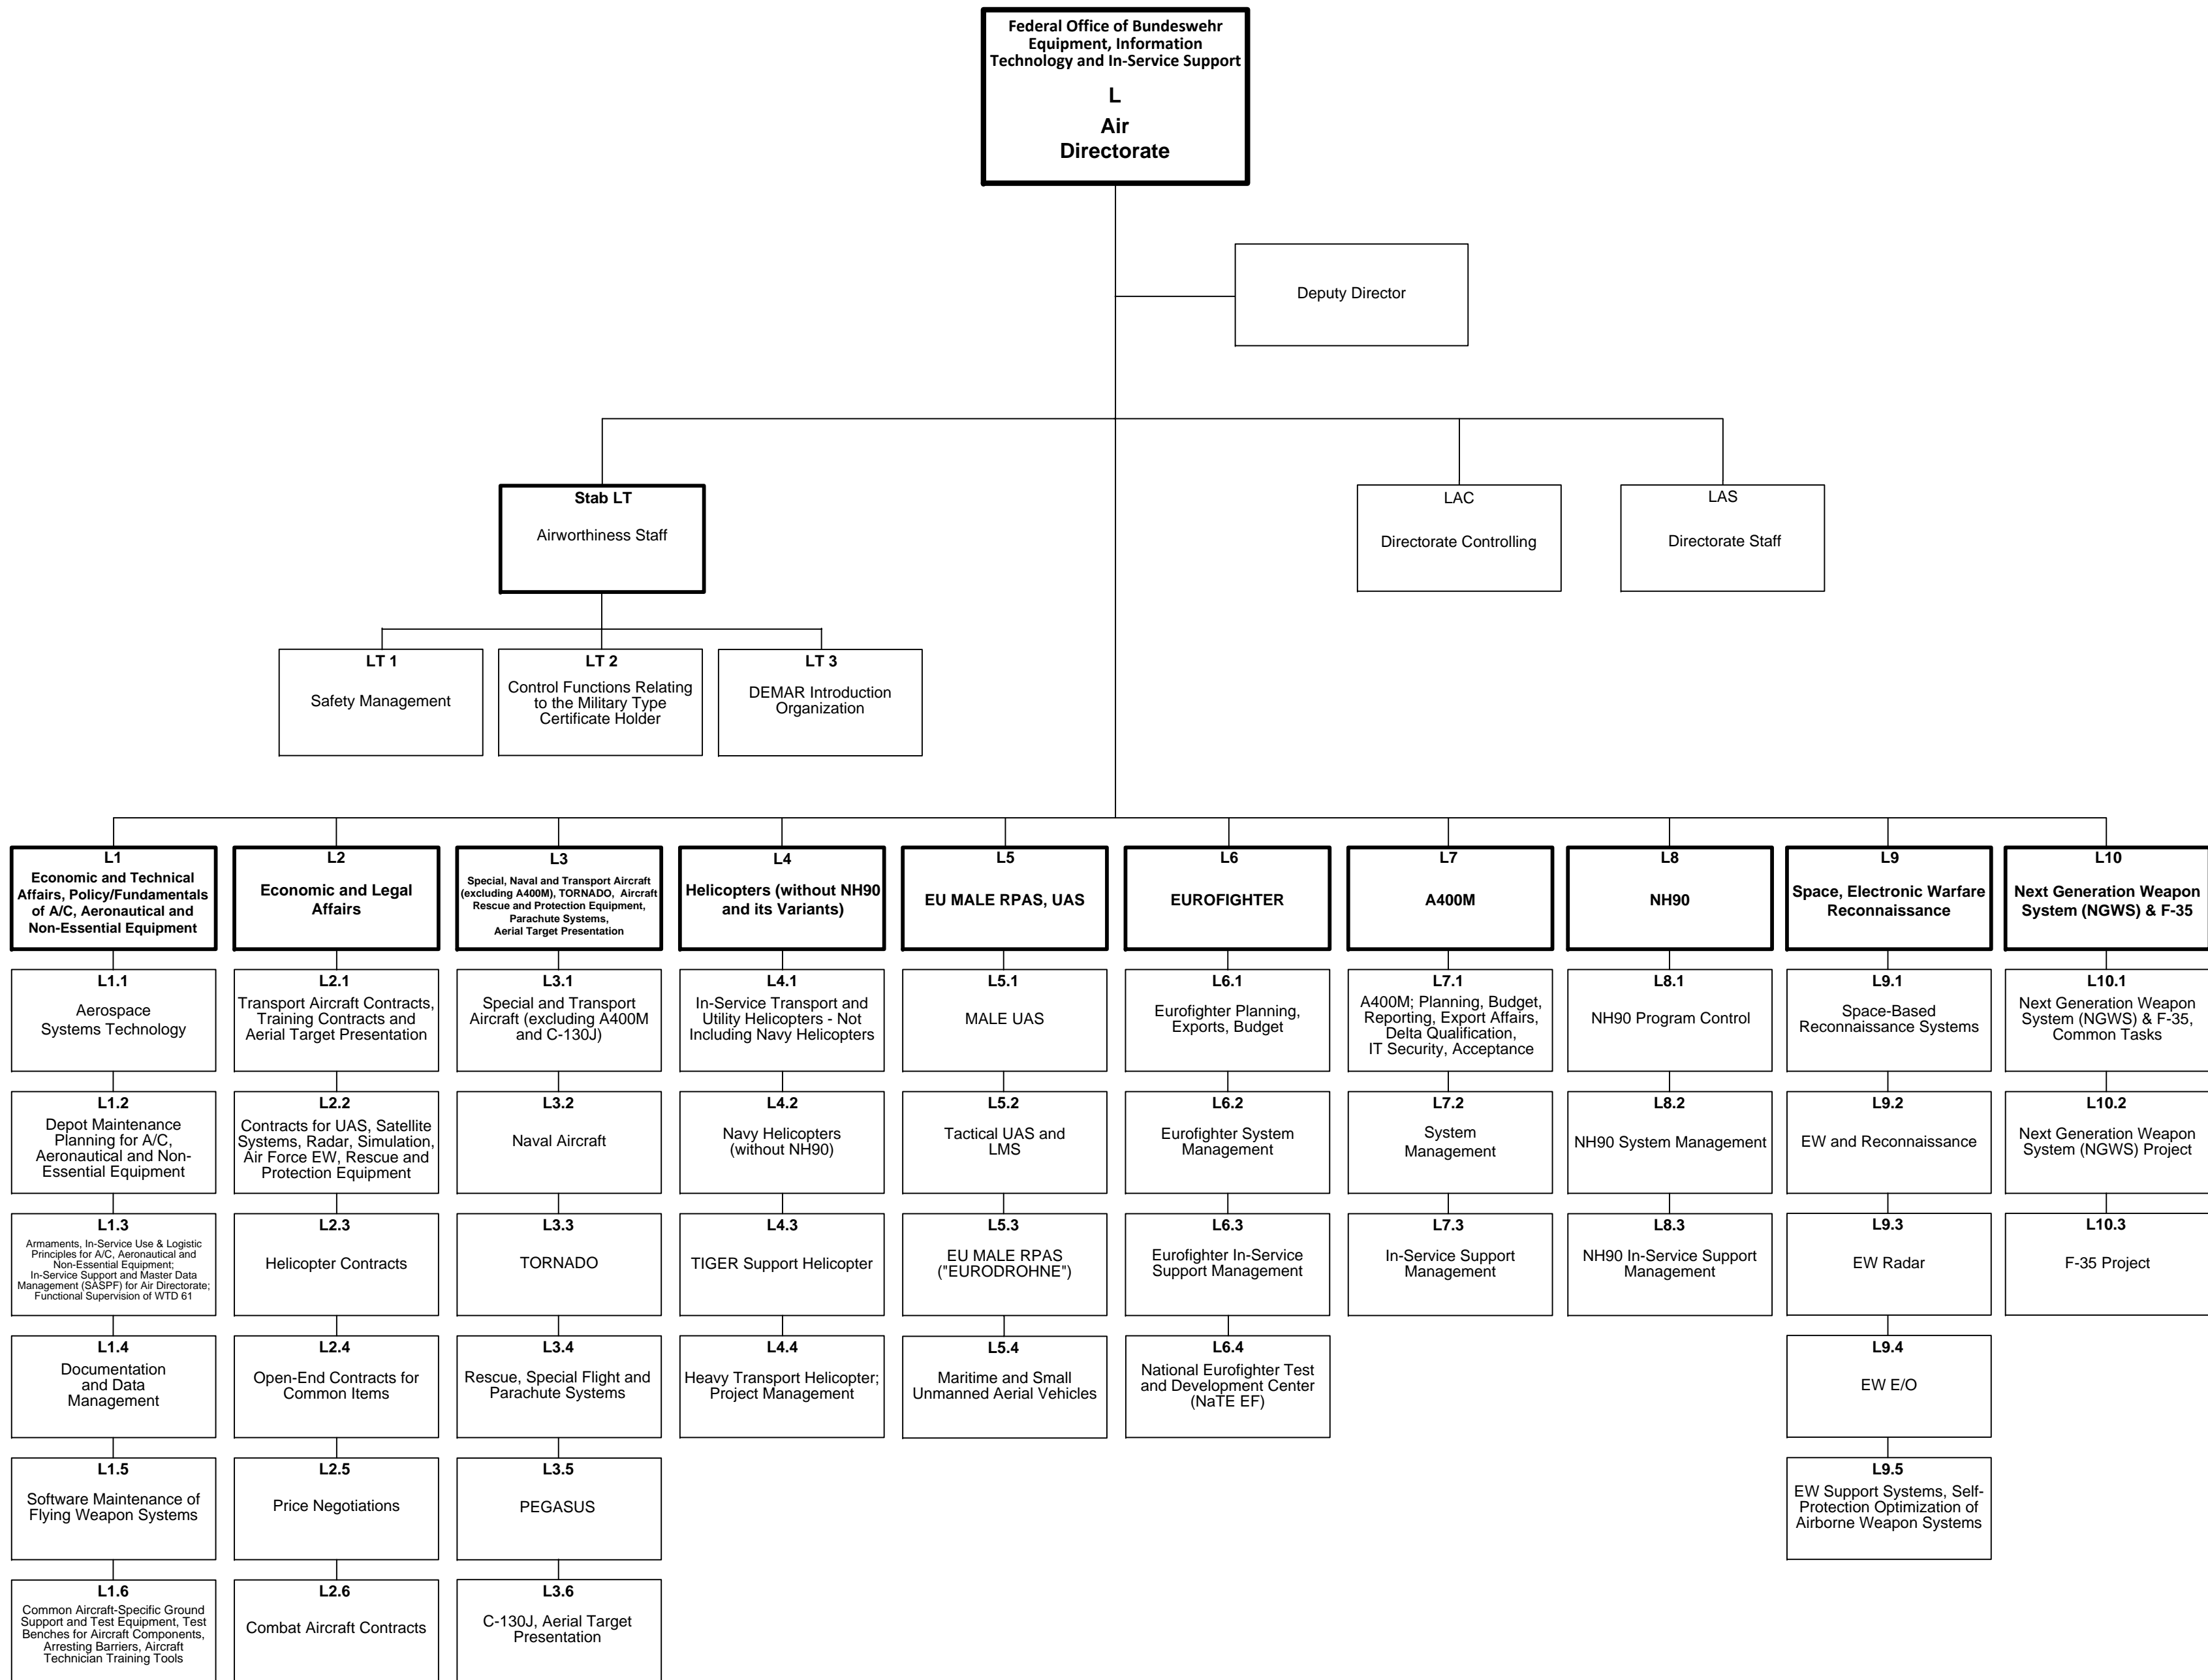 Federal Office of Bundeswehr
Equipment, Information
Technology and In-Service Support
L
Air
Directorate
Deputy Director
Stab LT
Airworthiness Staff
LAC
Directorate Controlling
LAS
Directorate Staff
LT 1
Safety Management
LT 2
Control Functions Relating
to the Military Type
Certificate Holder
LT 3
DEMAR Introduction
Organization
L1
Economic and Technical
Affairs, Policy/Fundamentals
of A/C, Aeronautical and
Non-Essential Equipment
L1.1
Aerospace
Systems Technology
L1.2
Depot Maintenance
Planning for A/C,
Aeronautical and Non-
Essential Equipment
L1.3
Armaments, In-Service Use & Logistic
Principles for A/C, Aeronautical and
Non-Essential Equipment;
In-Service Support and Master Data
Management (SASPF) for Air Directorate;
Functional Supervision of WTD 61
L1.4
Documentation
and Data
Management
L1.5
Software Maintenance of
Flying Weapon Systems
L1.6
Common Aircraft-Specific Ground
Support and Test Equipment, Test
Benches for Aircraft Components,
Arresting Barriers, Aircraft
Technician Training Tools
L2
Economic and Legal
Affairs
L2.1
Transport Aircraft Contracts,
Training Contracts and
Aerial Target Presentation
L2.2
Contracts for UAS, Satellite
Systems, Radar, Simulation,
Air Force EW, Rescue and
Protection Equipment
L2.3
Helicopter Contracts
L2.4
Open-End Contracts for
Common Items
L2.5
Price Negotiations
L2.6
Combat Aircraft Contracts
L3
Special, Naval and Transport Aircraft
(excluding A400M), TORNADO, Aircraft
Rescue and Protection Equipment,
Parachute Systems,
Aerial Target Presentation
L3.1
Special and Transport
Aircraft (excluding A400M
and C-130J)
L3.2
Naval Aircraft
L3.3
TORNADO
L3.4
Rescue, Special Flight and
Parachute Systems
L3.5
PEGASUS
L3.6
C-130J, Aerial Target
Presentation
L4
Helicopters (without NH90
and its Variants)
L4.1
In-Service Transport and
Utility Helicopters - Not
Including Navy Helicopters
L4.2
Navy Helicopters
(without NH90)
L4.3
TIGER Support Helicopter
L4.4
Heavy Transport Helicopter;
Project Management
L5
EU MALE RPAS, UAS
L5.1
MALE UAS
L5.2
Tactical UAS and
LMS
L5.3
EU MALE RPAS
("EURODROHNE")
L5.4
Maritime and Small
Unmanned Aerial Vehicles
L6
EUROFIGHTER
L6.1
Eurofighter Planning,
Exports, Budget
L6.2
Eurofighter System
Management
L6.3
Eurofighter In-Service
Support Management
L6.4
National Eurofighter Test
and Development Center
(NaTE EF)
L7
A400M
L7.1
A400M; Planning, Budget,
Reporting, Export Affairs,
Delta Qualification,
IT Security, Acceptance
L7.2
System
Management
L7.3
In-Service Support
Management
L8
NH90
L8.1
NH90 Program Control
L8.2
NH90 System Management
L8.3
NH90 In-Service Support
Management
L9
Space, Electronic Warfare
Reconnaissance
L9.1
Space-Based
Reconnaissance Systems
L9.2
EW and Reconnaissance
L9.3
EW Radar
L9.4
EW E/O
L9.5
EW Support Systems, Self-
Protection Optimization of
Airborne Weapon Systems
L10
Next Generation Weapon
System (NGWS) & F-35
L10.1
Next Generation Weapon
System (NGWS) & F-35,
Common Tasks
L10.2
Next Generation Weapon
System (NGWS) Project
L10.3
F-35 Project